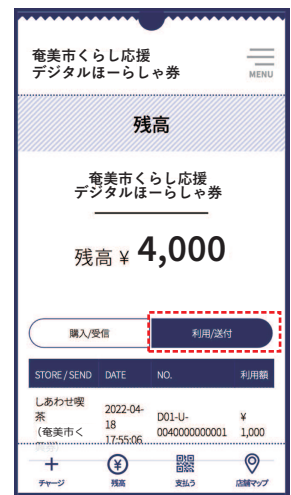 奄美市くらし応援
デジタルほーらしゃ券
MENU
残高
奄美市くらし応援
デジタルほーらしゃ券
残高 ¥ 4,000
購入/受信 利用/送付
STORE / SEND DATE NO. 利用額
しあわせ喫
茶
（奄美市く
2022-04-
18
17:55:06
D01-U-
0040000000001
¥
1,000
チャージ 残高 支払う 店舗マップ